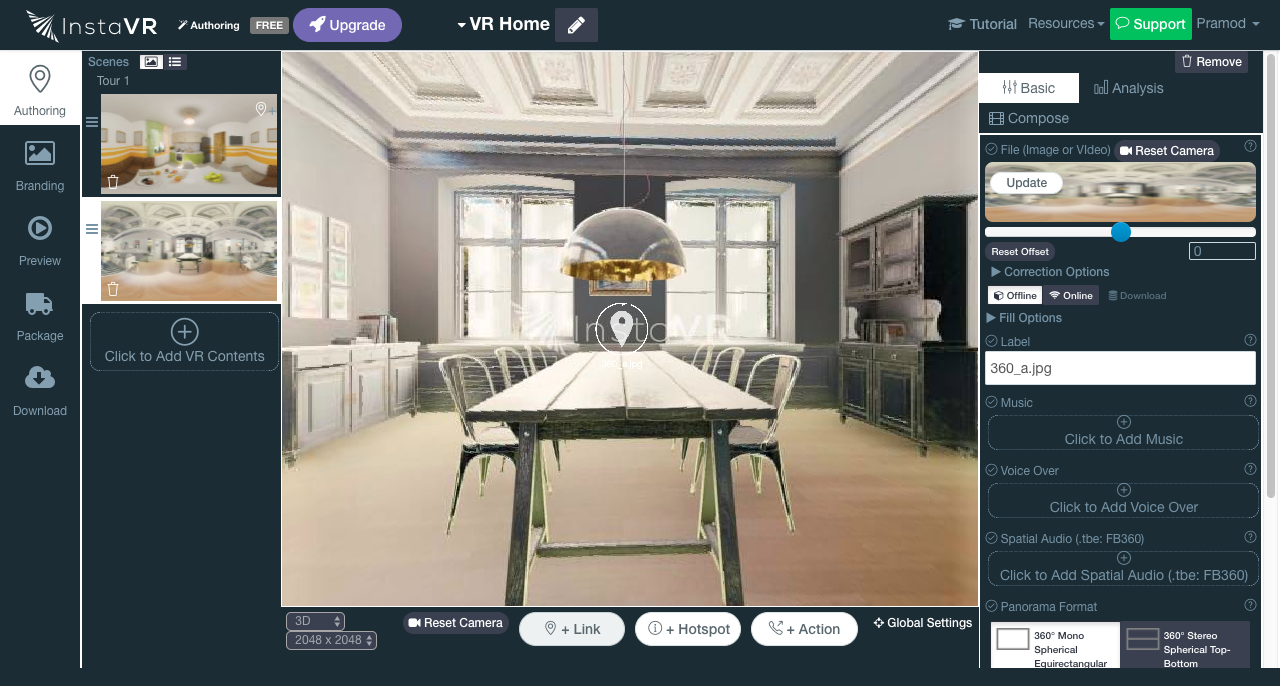 InstaVR
Authoring
FREE
Upgrade
VR Home
Tutorial
Resources
Support
Pramod
Authoring
Branding
Preview
Package
Download
Scenes
Tour 1
Click to Add VR Contents
InstaVR
3D
2048 x 2048
Reset Camera
+ Link
+ Hotspot
+ Action
Global Settings
Remove
Basic
Analysis
Compose
File (Image or VIdeo)
Reset Camera
Update
Reset Offset
0
Correction Options
Offline
Online
Download
Fill Options
Label
360_a.jpg
Music
Click to Add Music
Voice Over
Click to Add Voice Over
Spatial Audio (.tbe: FB360)
Click to Add Spatial Audio (.tbe: FB360)
Panorama Format
360° Mono
Spherical
Equirectangular
360° Stereo
Spherical Top-
Bottom